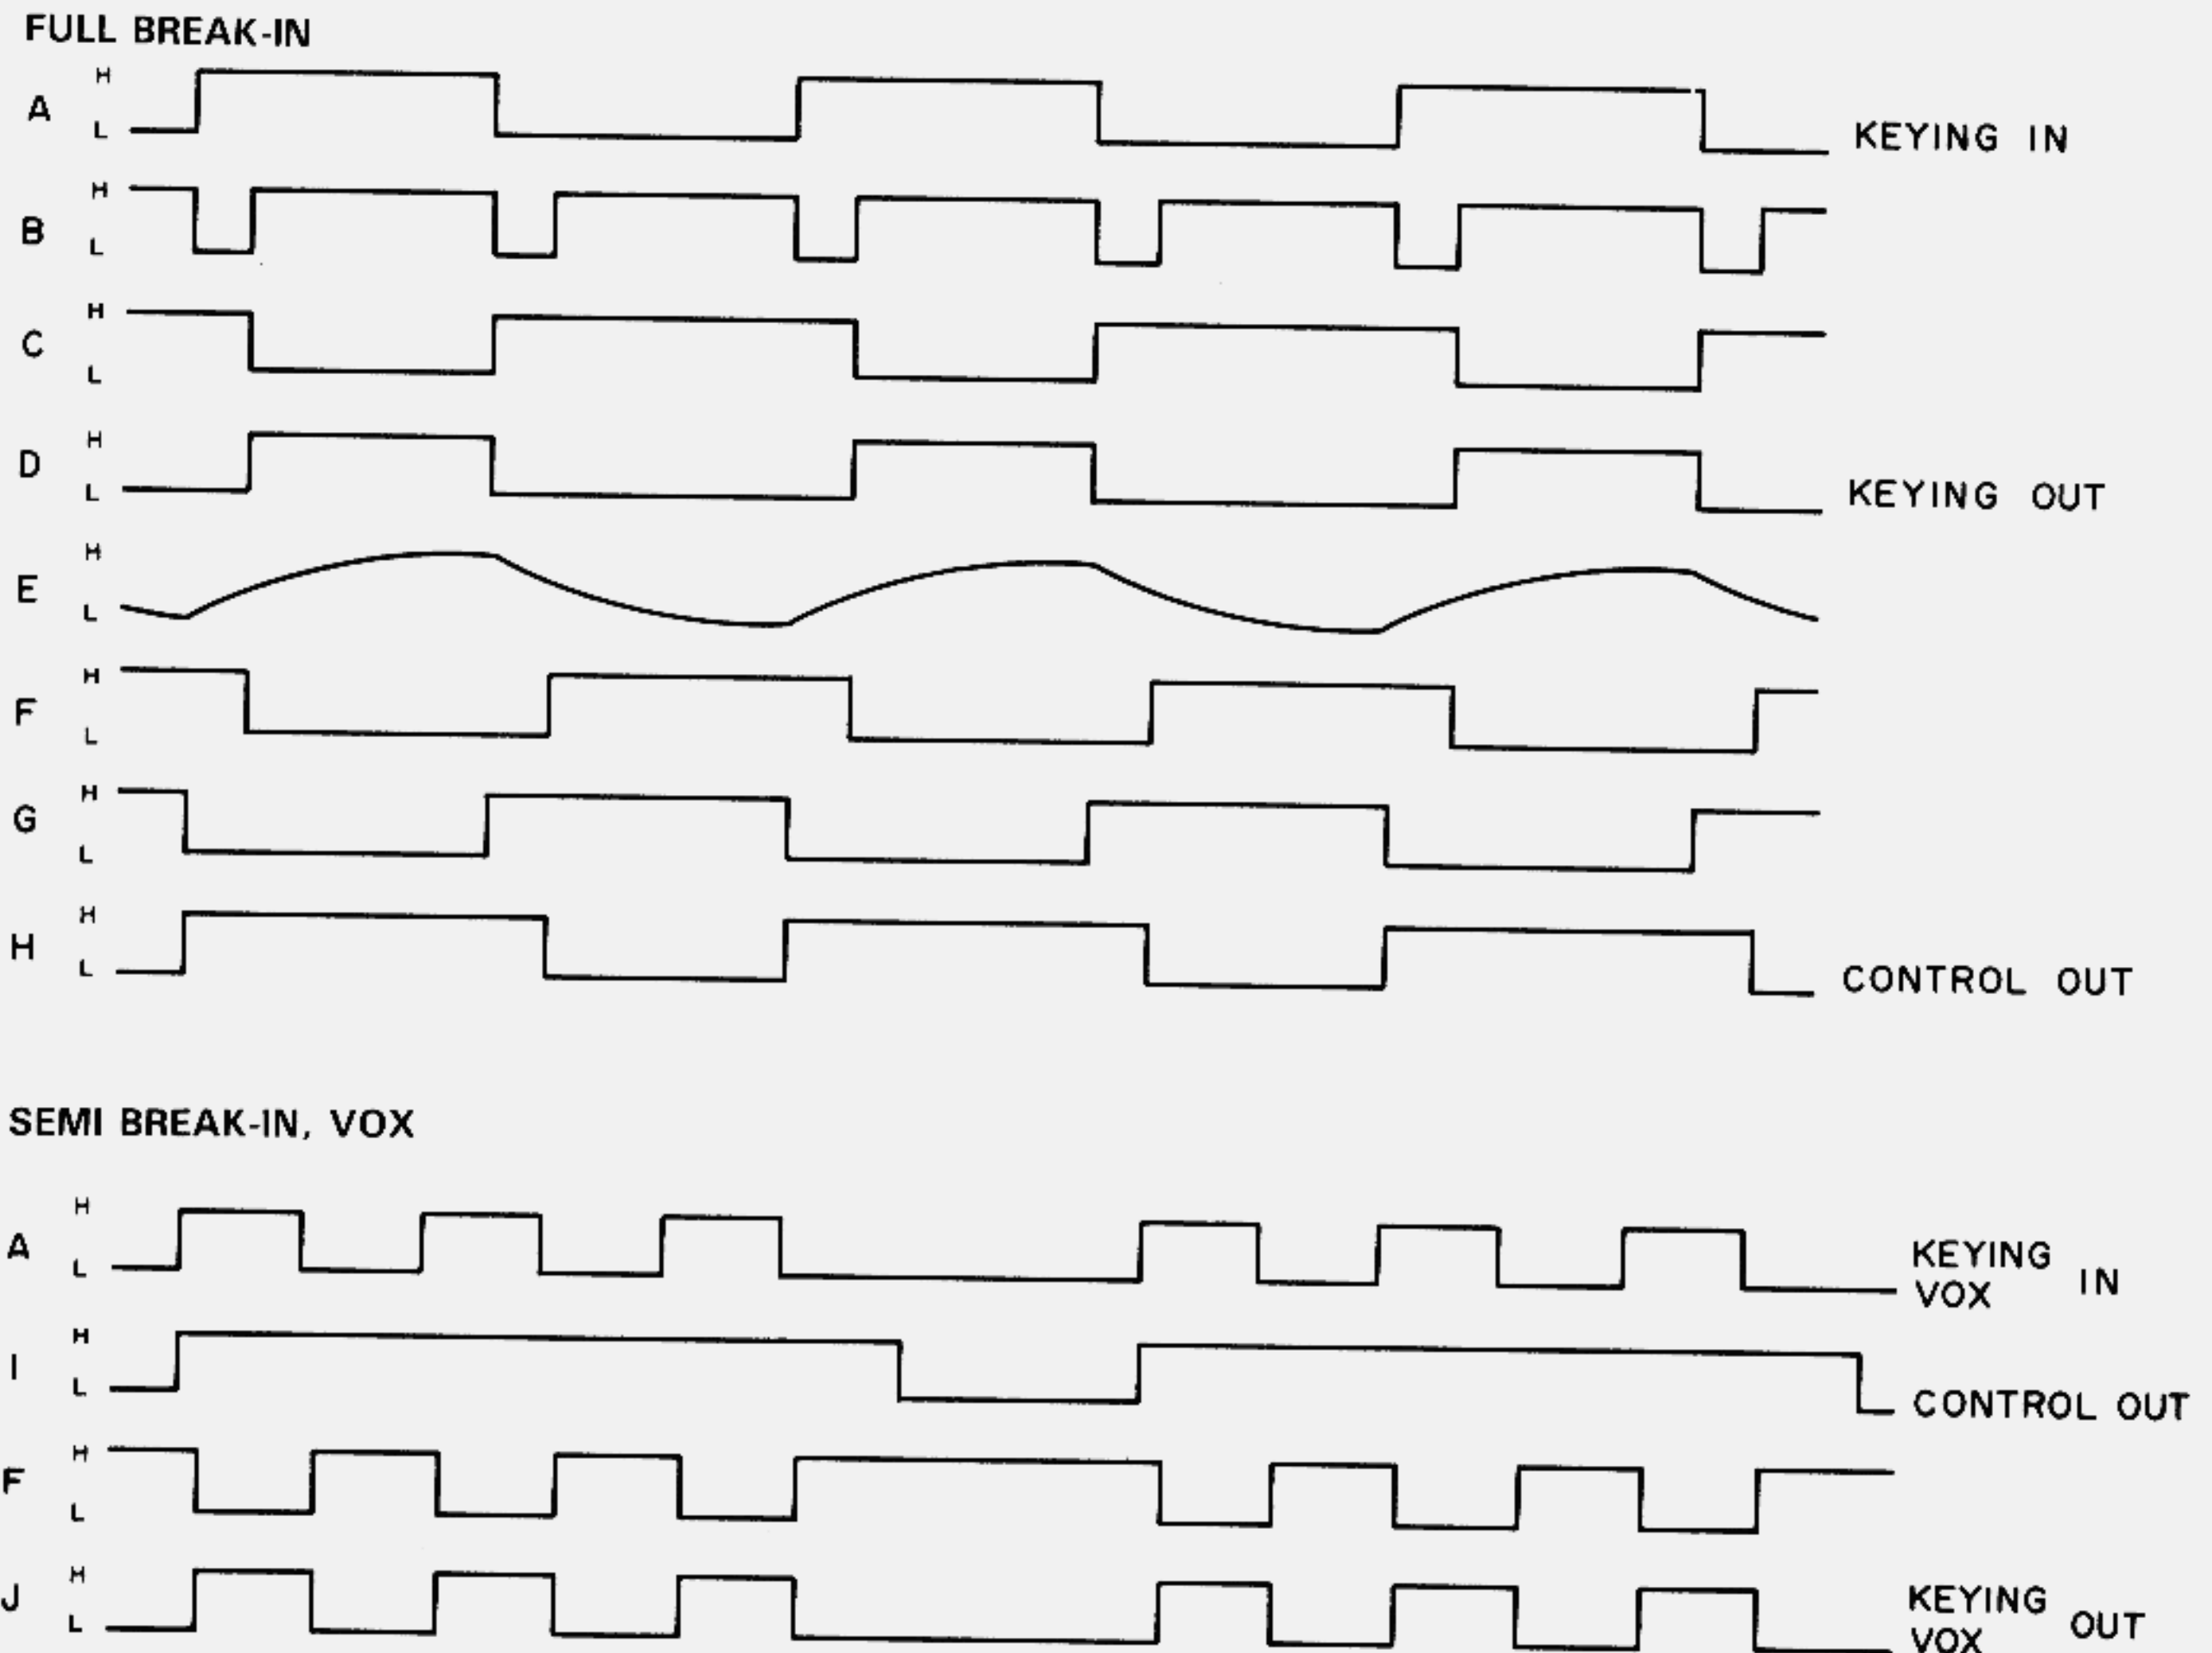 FULL BREAK-IN
H
A
L
KEYING IN
H
B
L
H
C
L
H
D
L
KEYING OUT
H
E
L
H
F
L
H
G
L
H
H
L
CONTROL OUT
SEMI BREAK-IN, VOX
H
A
L
KEYING
VOX IN
H
I
L
CONTROL OUT
H
F
L
H
J
L
KEYING
VOX OUT